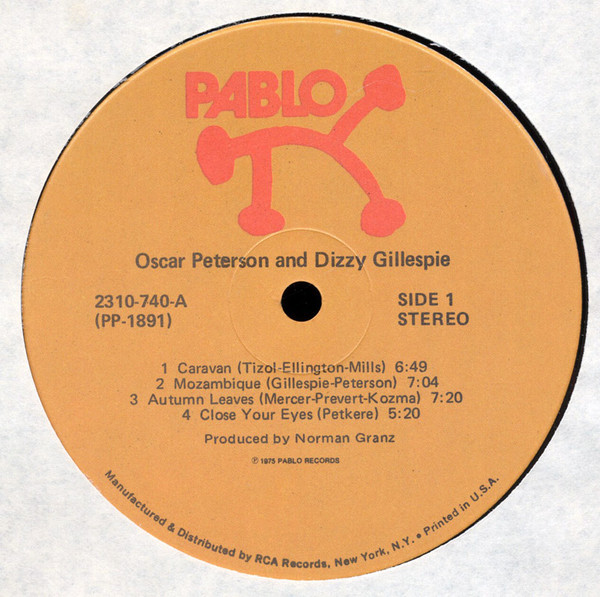 PABLO
Oscar Peterson and Dizzy Gillespie
2310-740-A
(PP-1891)
SIDE 1
STEREO
1 Caravan (Tizol-Ellington-Mills) 6:49
2 Mozambique (Gillespie-Peterson) 7:04
3 Autumn Leaves (Mercer-Prevert-Kozma) 7:20
4 Close Your Eyes (Petkere) 5:20
Produced by Norman Granz
℗ 1975 PABLO RECORDS
Manufactured & Distributed by RCA Records, New York, N.Y. • Printed in U.S.A.